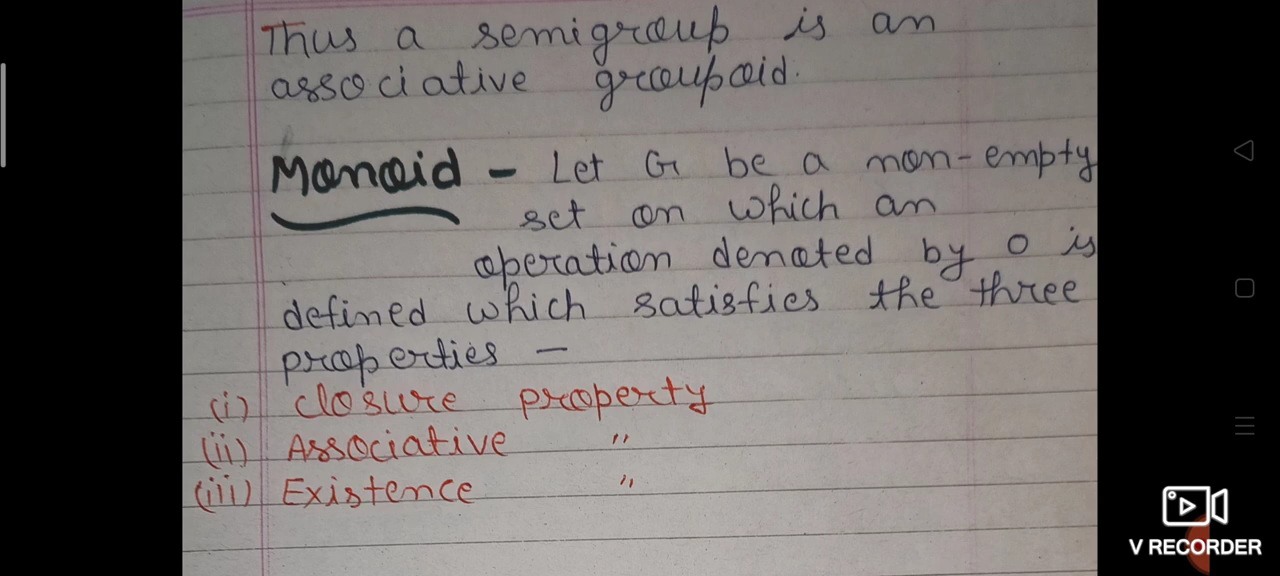 Thus a semigroup is an
associative groupoid.
Monoid - Let G be a non-empty
set on which an
operation denoted by o is
defined which satisfies the three
properties -
(i) Closure property
(ii) Associative "
(iii) Existence "
V RECORDER